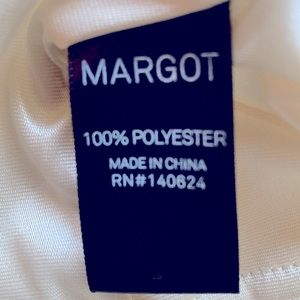 MARGOT
100% POLYESTER
MADE IN CHINA
RN#140624